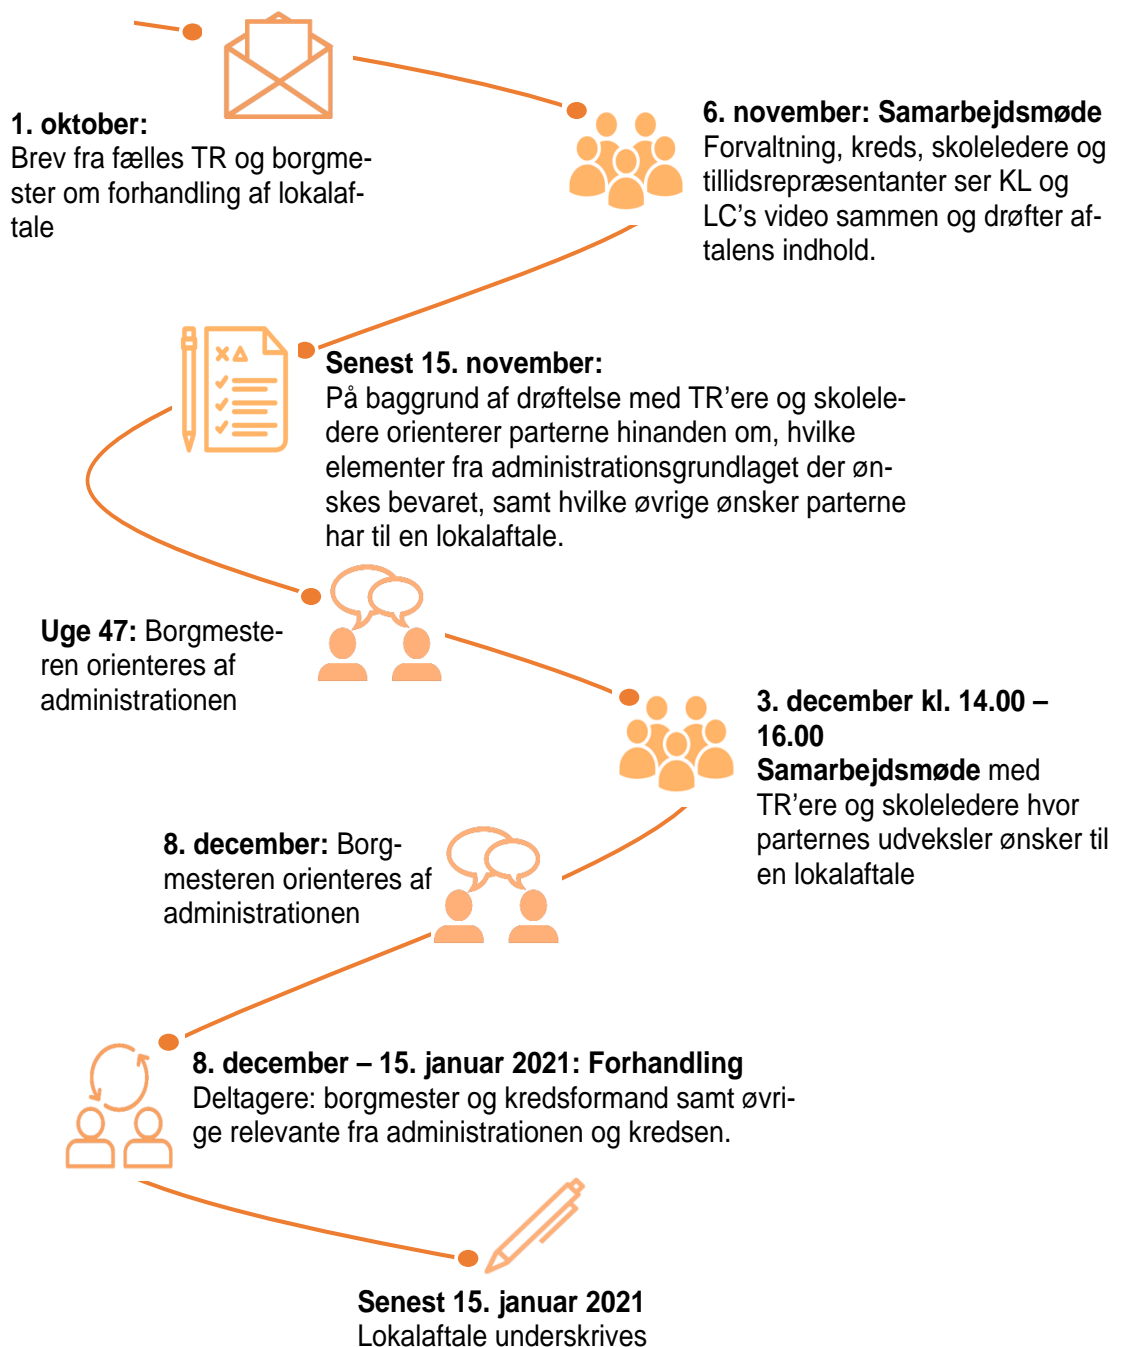 1. oktober:
Brev fra fælles TR og borgme-
ster om forhandling af lokalaf-
tale
6. november: Samarbejdsmøde
Forvaltning, kreds, skoleledere og
tillidsrepræsentanter ser KL og
LC’s video sammen og drøfter af-
talens indhold.
Senest 15. november:
På baggrund af drøftelse med TR’ere og skolele-
dere orienterer parterne hinanden om, hvilke
elementer fra administrationsgrundlaget der øn-
skes bevaret, samt hvilke øvrige ønsker parterne
har til en lokalaftale.
Uge 47: Borgmeste-
ren orienteres af
administrationen
3. december kl. 14.00 –
16.00
Samarbejdsmøde med
TR’ere og skoleledere hvor
parternes udveksler ønsker til
en lokalaftale
8. december: Borg-
mesteren orienteres af
administrationen
8. december – 15. januar 2021: Forhandling
Deltagere: borgmester og kredsformand samt øvri-
ge relevante fra administrationen og kredsen.
Senest 15. januar 2021
Lokalaftale underskrives